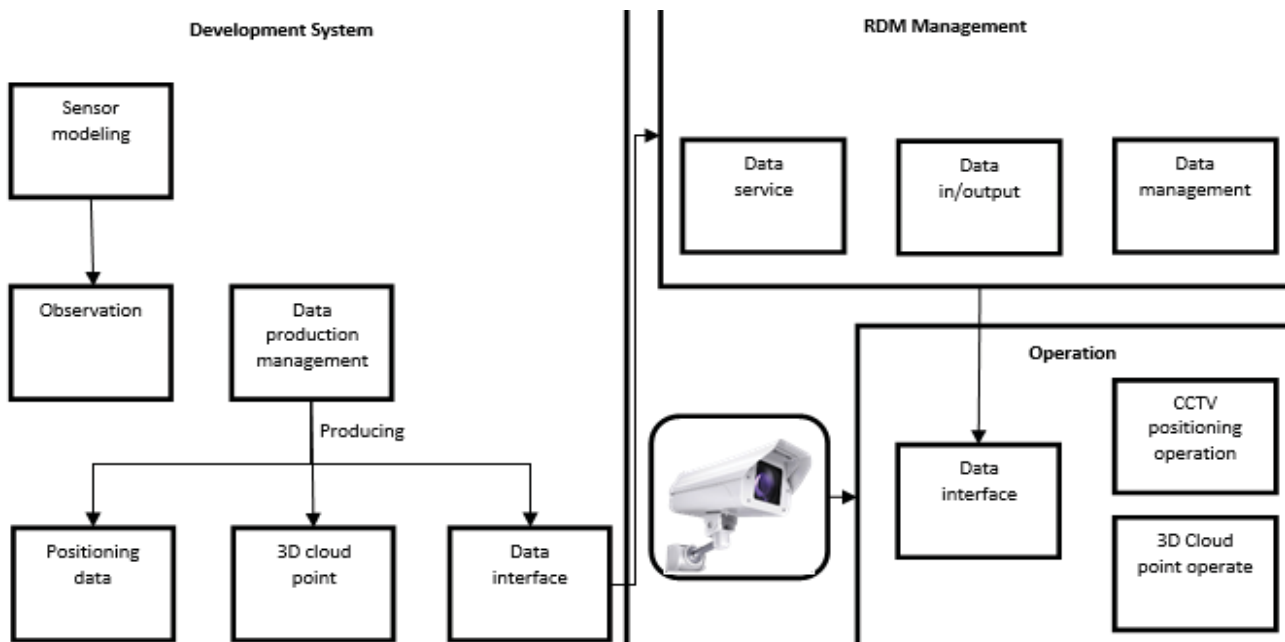 Development System
Sensor
modeling
Observation
Data
production
management
Producing
Positioning
data
3D cloud
point
Data
interface
RDM Management
Data
service
Data
in/output
Data
management
Operation
Data
interface
CCTV
positioning
operation
3D Cloud
point operate